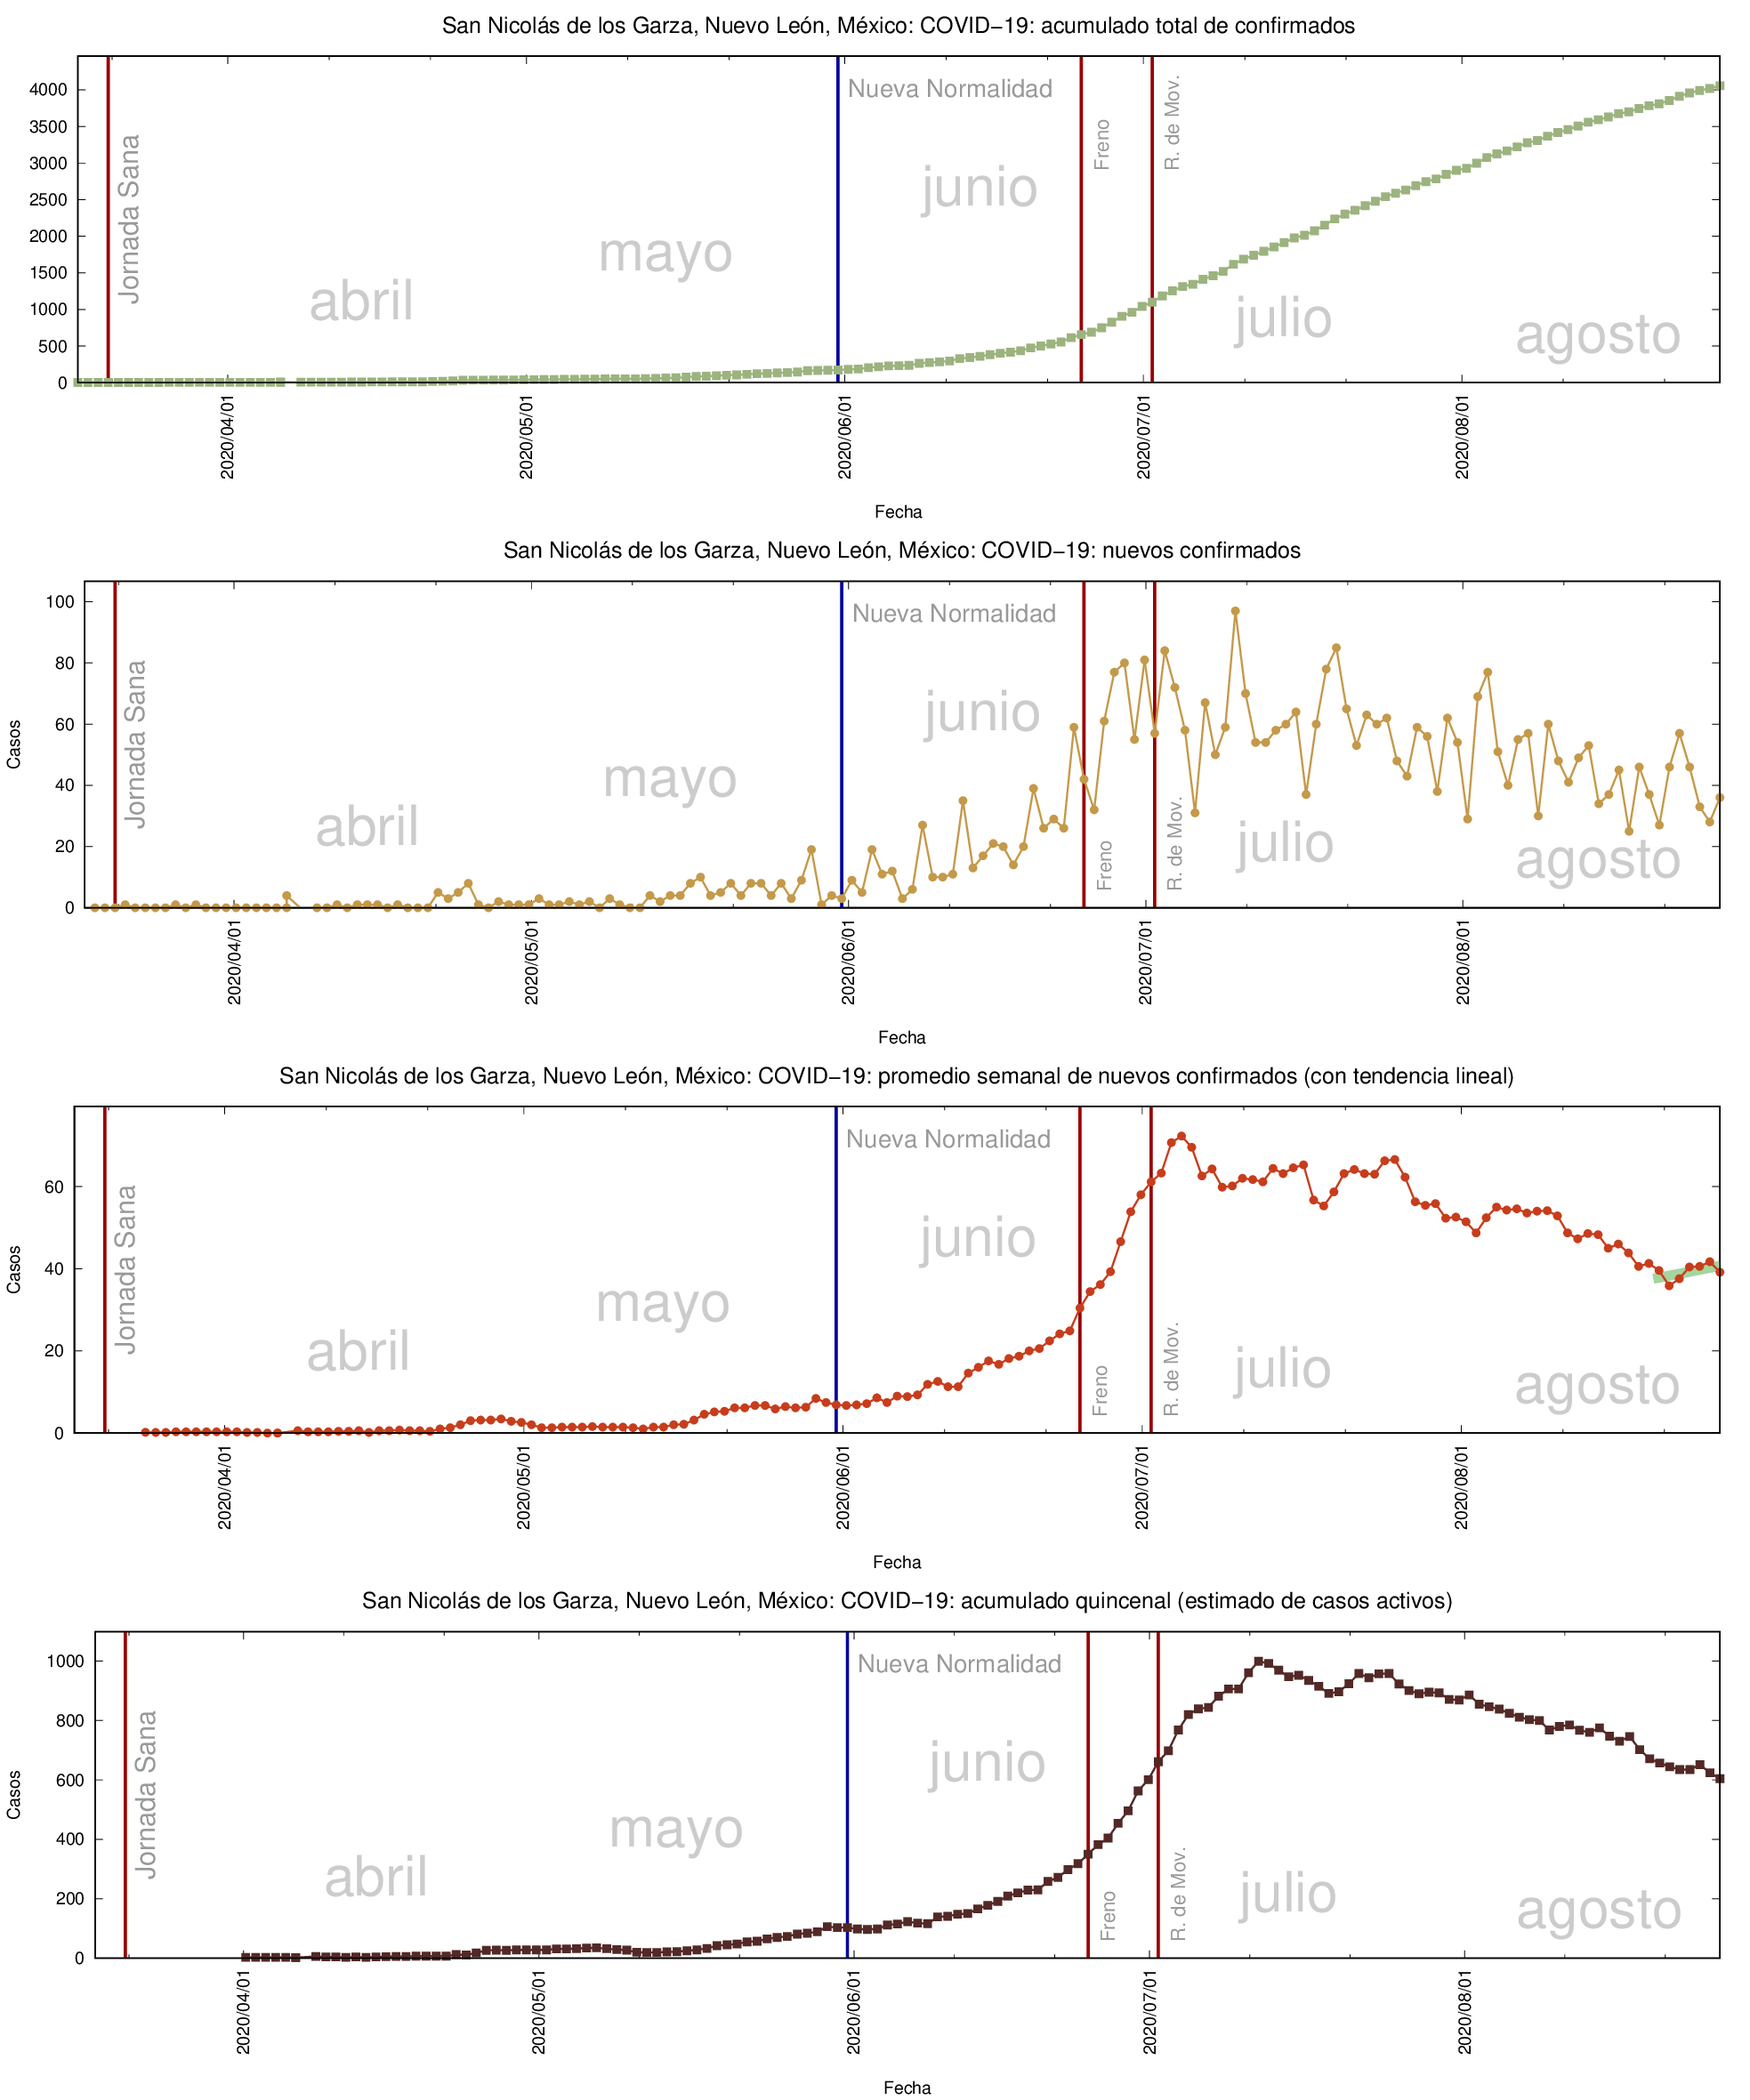 San Nicolás de los Garza, Nuevo León, México: COVID−19: acumulado total de confirmados
4000
3500
3000
2500
2000
1500
1000
500
0
Jornada Sana
abril
mayo
Nueva Normalidad
junio
Freno
R. de Mov.
julio
agosto
2020/04/01
2020/05/01
2020/06/01
2020/07/01
2020/08/01
Fecha
San Nicolás de los Garza, Nuevo León, México: COVID−19: nuevos confirmados
Casos
100
80
60
40
20
0
Jornada Sana
abril
mayo
Nueva Normalidad
junio
Freno
R. de Mov.
julio
agosto
2020/04/01
2020/05/01
2020/06/01
2020/07/01
2020/08/01
Fecha
San Nicolás de los Garza, Nuevo León, México: COVID−19: promedio semanal de nuevos confirmados (con tendencia lineal)
Casos
60
40
20
0
Jornada Sana
abril
mayo
Nueva Normalidad
junio
Freno
R. de Mov.
julio
agosto
2020/04/01
2020/05/01
2020/06/01
2020/07/01
2020/08/01
Fecha
San Nicolás de los Garza, Nuevo León, México: COVID−19: acumulado quincenal (estimado de casos activos)
Casos
1000
800
600
400
200
0
Jornada Sana
abril
mayo
Nueva Normalidad
junio
Freno
R. de Mov.
julio
agosto
2020/04/01
2020/05/01
2020/06/01
2020/07/01
2020/08/01
Fecha